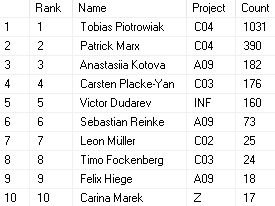 Rank Name Project Count
1 1 Tobias Piotrowiak C04 1031
2 2 Patrick Marx C04 390
3 3 Anastasiia Kotova A09 182
4 4 Carsten Placke-Yan C03 176
5 5 Victor Dudarev INF 160
6 6 Sebastian Reinke A09 73
7 7 Leon Müller C02 25
8 8 Timo Fockenberg C03 24
9 9 Felix Hiege A09 18
10 10 Carina Marek Z 17